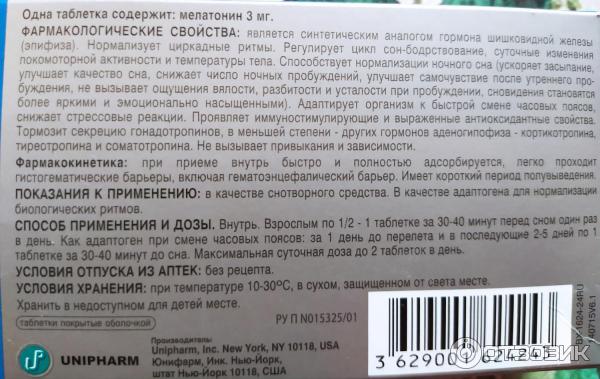 Одна таблетка содержит: мелатонин 3 мг.
ФАРМАКОЛОГИЧЕСКИЕ СВОЙСТВА: является синтетическим аналогом гормона шишковидной железы
(эпифиза). Нормализует циркадные ритмы. Регулирует цикл сон-бодрствование, суточные изменения
локомоторной активности и температуры тела. Способствует нормализации ночного сна (ускоряет засыпание,
улучшает качество сна, снижает число ночных пробуждений, улучшает самочувствие после утреннего про-
буждения, не вызывает ощущения вялости, разбитости и усталости при пробуждении, сновидения становятся
более яркими и эмоционально насыщенными). Адаптирует организм к быстрой смене часовых поясов,
снижает стрессовые реакции. Проявляет иммуностимулирующие и выраженные антиоксидантные свойства.
Тормозит секрецию гонадотропинов, в меньшей степени - других гормонов аденогипофиза - кортикотропина,
тиреотропина и соматотропина. Не вызывает привыкания и зависимости.
Фармакокинетика: при приеме внутрь быстро и полностью адсорбируется, легко проходит
гистогематические барьеры, включая гематоэнцефалический барьер. Имеет короткий период полувыведения.
ПОКАЗАНИЯ К ПРИМЕНЕНИЮ: в качестве снотворного средства. В качестве адаптогена для нормализации
биологических ритмов.
СПОСОБ ПРИМЕНЕНИЯ И ДОЗЫ. Внутрь. Взрослым по 1/2 - 1 таблетке за 30-40 минут перед сном один раз
в день. Как адаптоген при смене часовых поясов: за 1 день до перелета и в последующие 2-5 дней по 1
таблетке за 30-40 минут до сна. Максимальная суточная доза до 2 таблеток в день.
УСЛОВИЯ ОТПУСКА ИЗ АПТЕК: без рецепта.
УСЛОВИЯ ХРАНЕНИЯ: при температуре 10-30ºС, в сухом, защищенном от света месте.
Хранить в недоступном для детей месте.
таблетки покрытые оболочкой
РУ П N015325/01
UNIPHARM
Производитель:
Unipharm, Inc. New York, NY 10118, USA
Юнифарм, Инк. Нью-Йорк,
штат Нью-Йорк 10118, США
3 62900
1624-24RU
140715V6.1
ОТЗОВИК